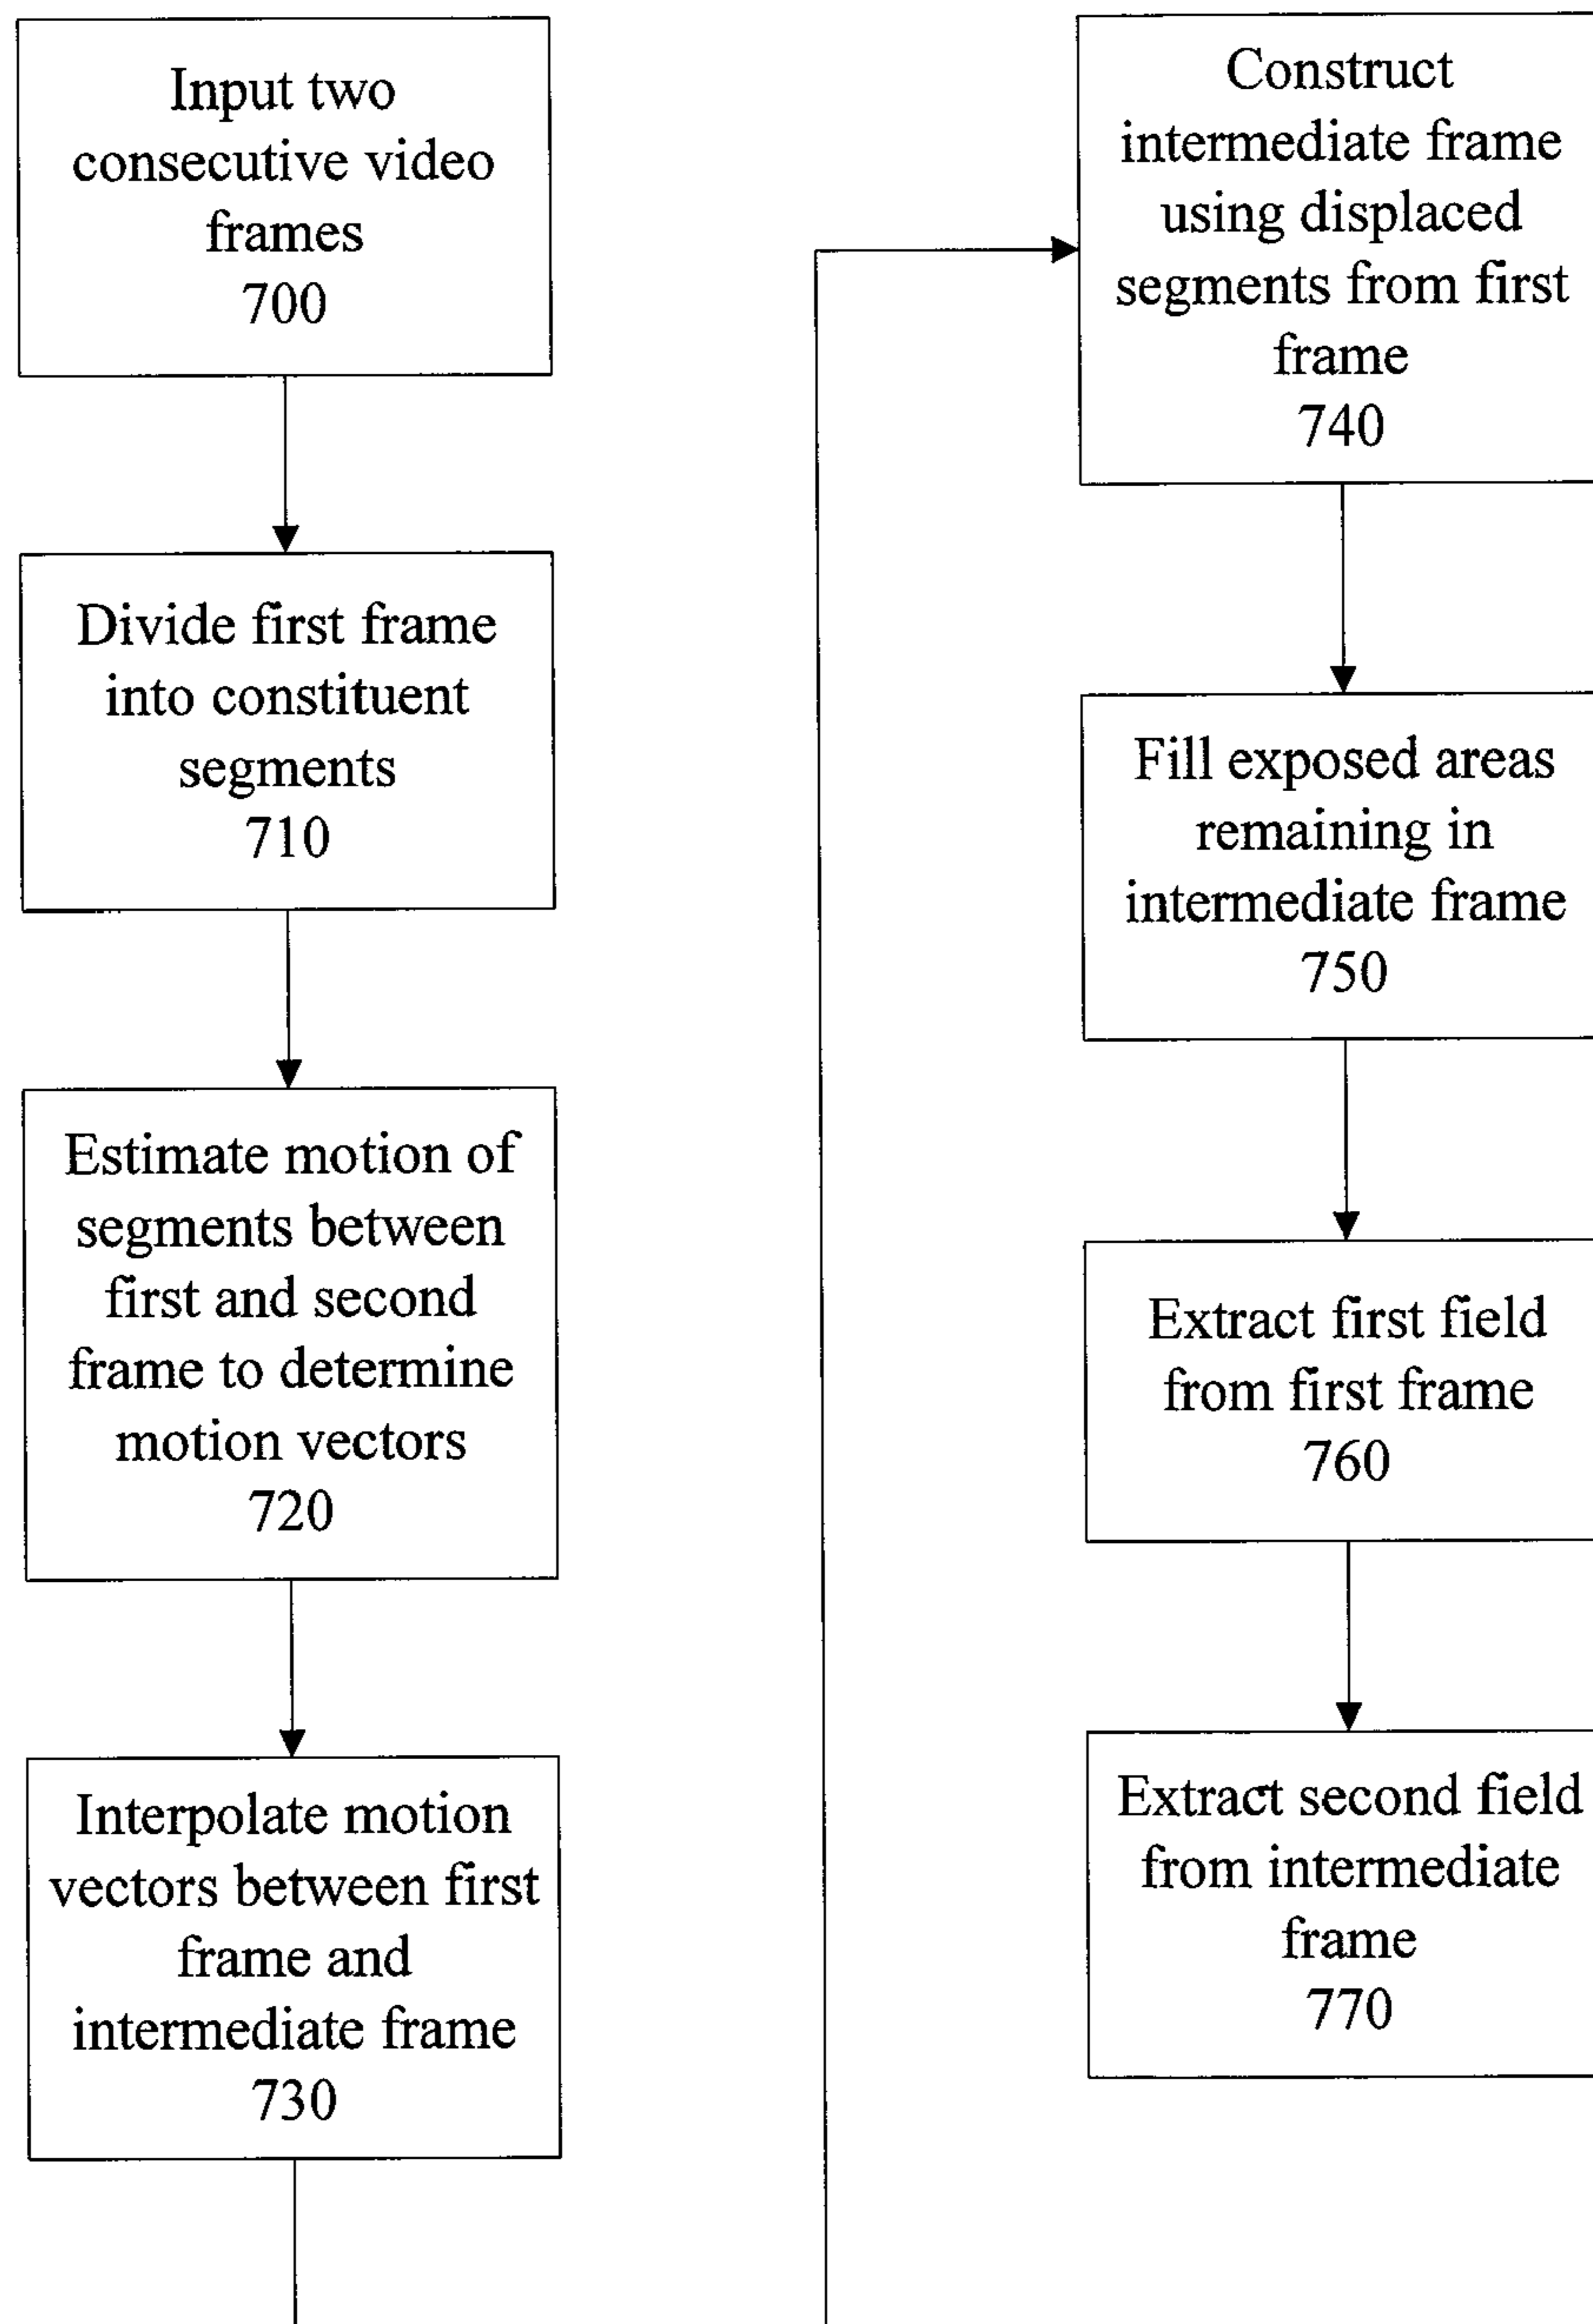 Input two
consecutive video
frames
700
Divide first frame
into constituent
segments
710
Estimate motion of
segments between
first and second
frame to determine
motion vectors
720
Interpolate motion
vectors between first
frame and
intermediate frame
730
Construct
intermediate frame
using displaced
segments from first
frame
740
Fill exposed areas
remaining in
intermediate frame
750
Extract first field
from first frame
760
Extract second field
from intermediate
frame
770